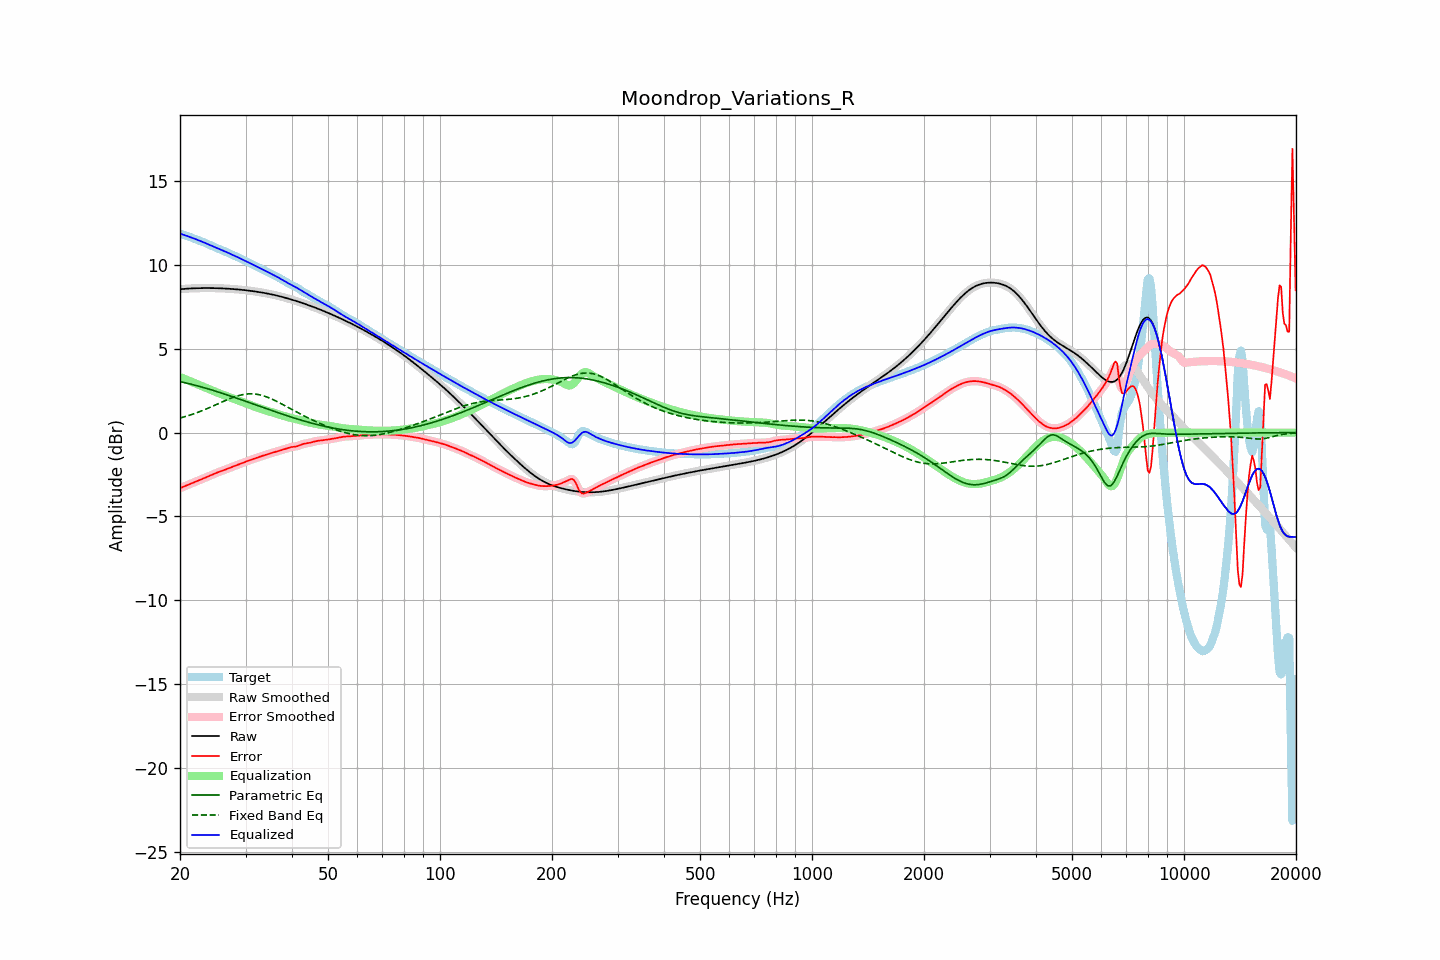 Moondrop_Variations_R
Amplitude (dBr)
15
10
5
0
−5
−10
−15
−20
−25
Target
Raw Smoothed
Error Smoothed
Raw
Error
Equalization
Parametric Eq
Fixed Band Eq
Equalized
20 50 100 200 500 1000 2000 5000 10000 20000
Frequency (Hz)